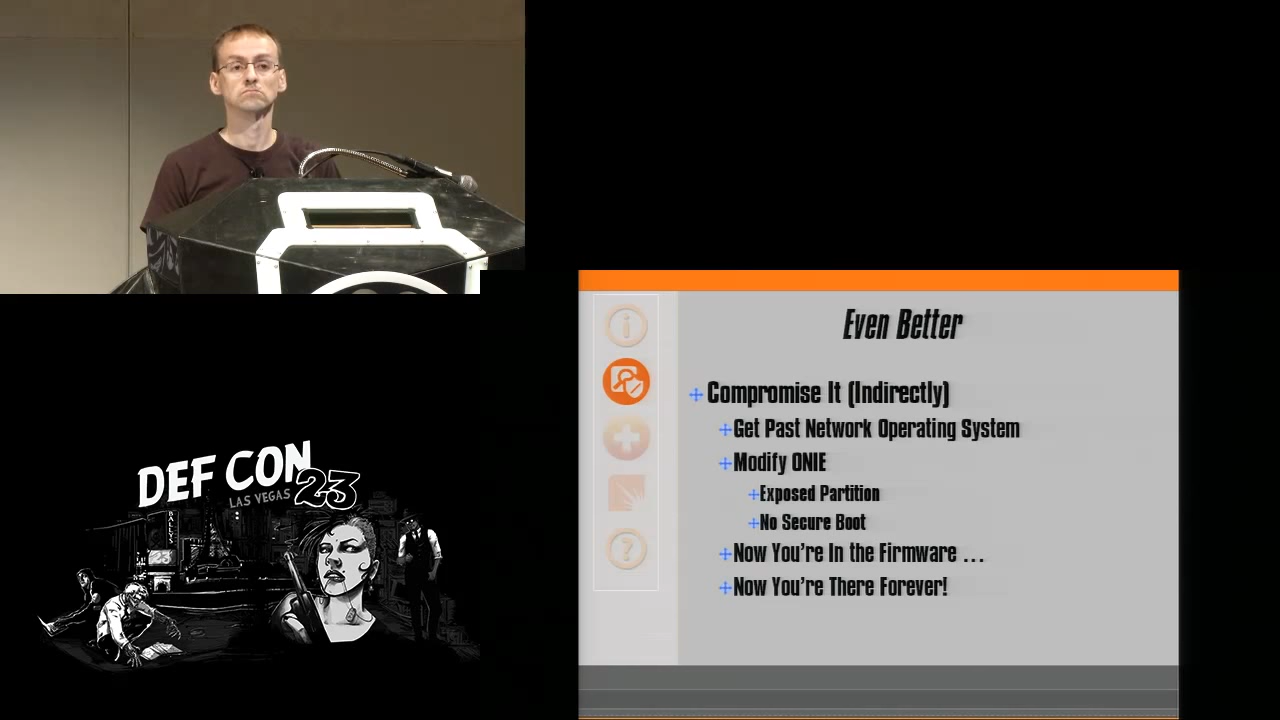 Even Better
Compromise It (Indirectly)
Get Past Network Operating System
Modify ONIE
Exposed Partition
No Secure Boot
Now You're In the Firmware ...
Now You're There Forever!
DEF CON
LAS VEGAS 23
BALLY'S